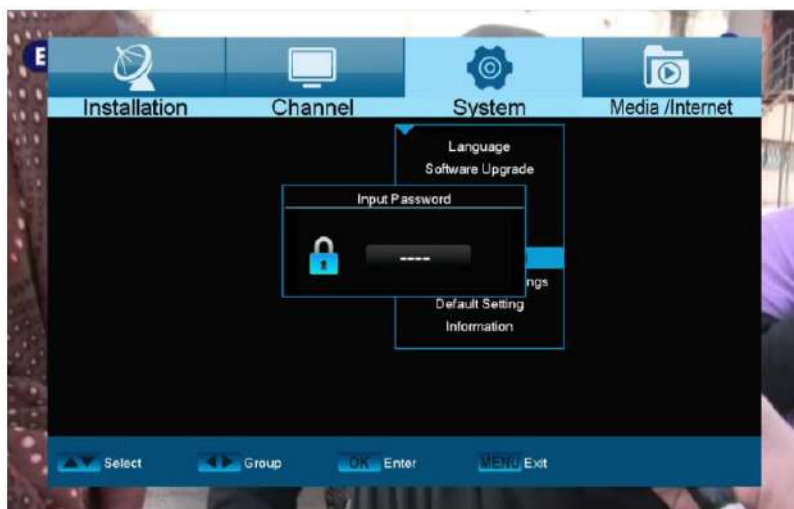 E
Installation Channel System Media /Internet
Language
Software Upgrade
Input Password
----
ngs
Default Setting
Information
Select Group OK Enter MENU Exit